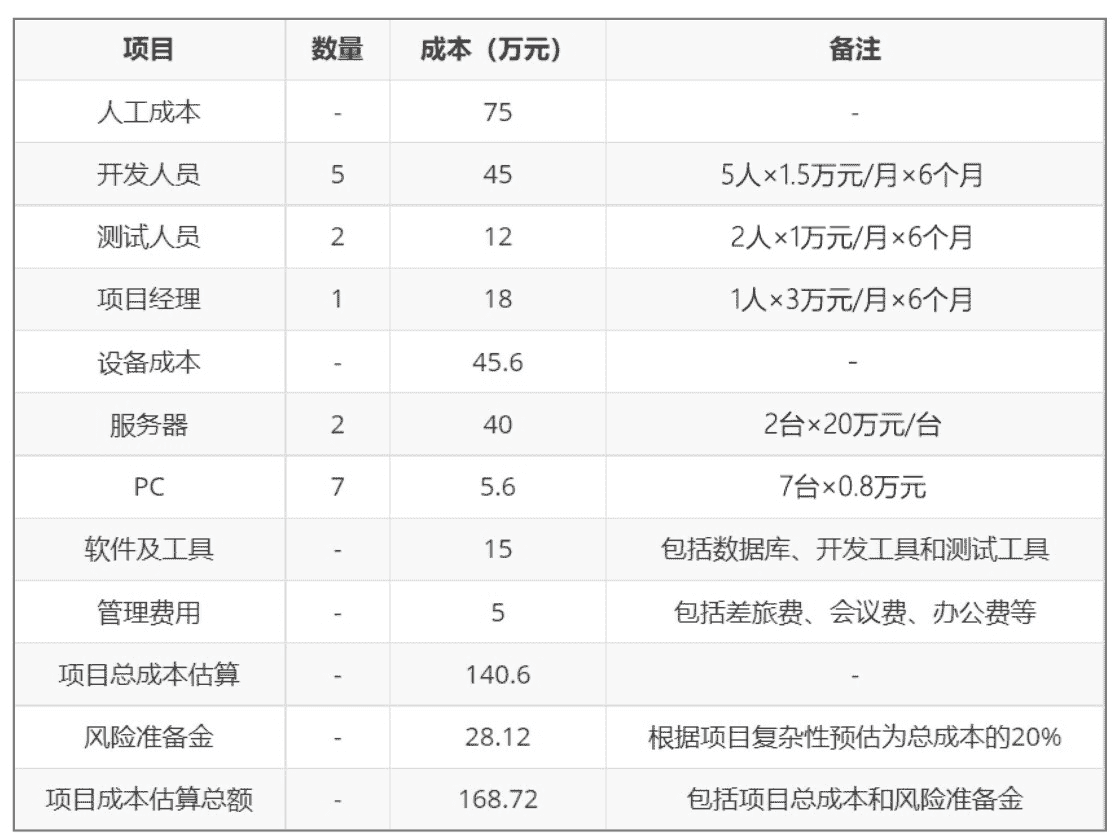 项目 数量 成本（万元） 备注
人工成本 - 75 -
开发人员 5 45 5人×1.5万元/月×6个月
测试人员 2 12 2人×1万元/月×6个月
项目经理 1 18 1人×3万元/月×6个月
设备成本 - 45.6 -
服务器 2 40 2台×20万元/台
PC 7 5.6 7台×0.8万元
软件及工具 - 15 包括数据库、开发工具和测试工具
管理费用 - 5 包括差旅费、会议费、办公费等
项目总成本估算 - 140.6 -
风险准备金 - 28.12 根据项目复杂性预估为总成本的20%
项目成本估算总额 - 168.72 包括项目总成本和风险准备金